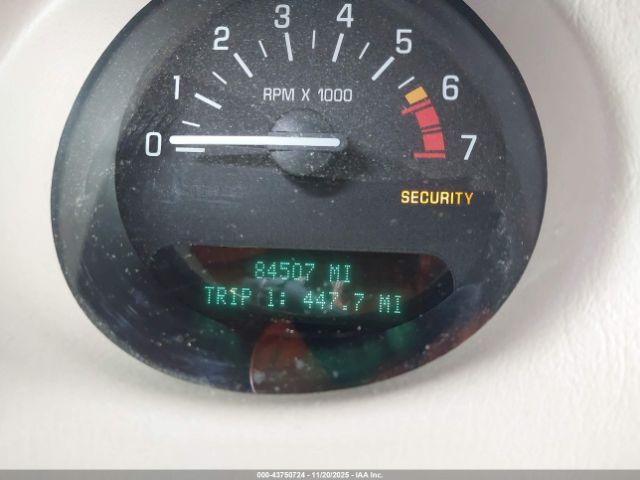 0 1 2 3 4 5 6 7
RPM X 1000
SECURITY
84507 MI
TRIP 1: 447.7 MI
000-43750724 - 11/20/2025 - IAA Inc.